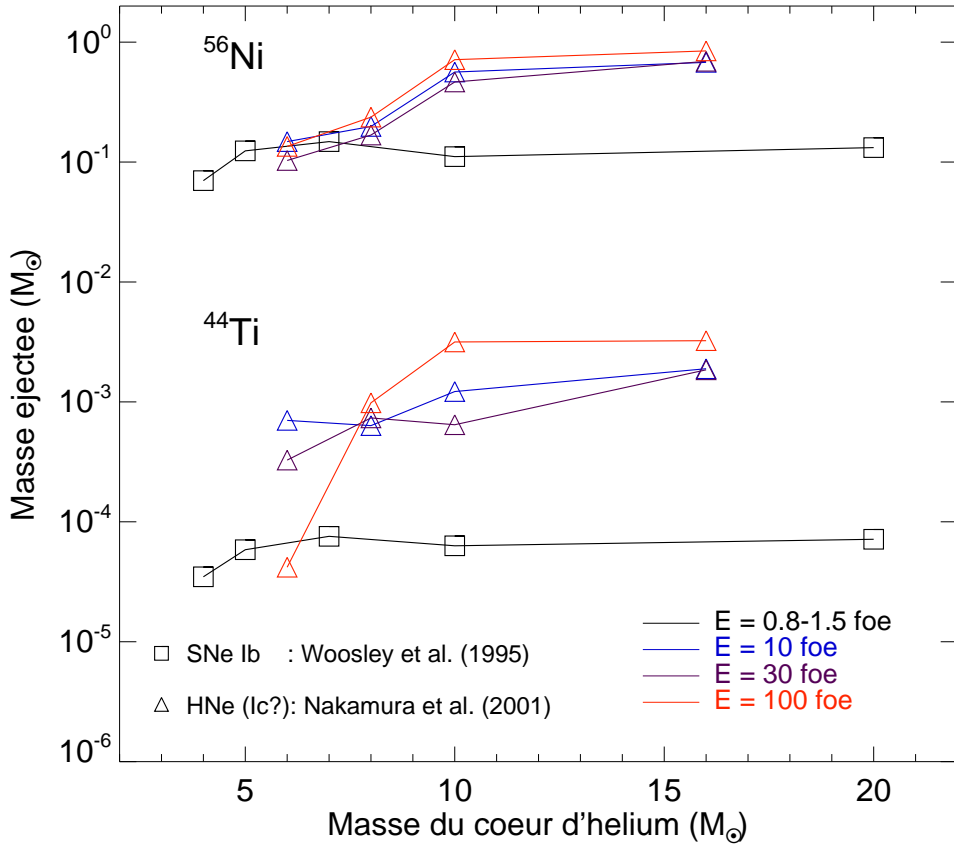 ⁵⁶Ni
⁴⁴Ti
Masse ejectee (M☉)
10⁰
10⁻¹
10⁻²
10⁻³
10⁻⁴
10⁻⁵
10⁻⁶
SNe Ib : Woosley et al. (1995)
HNe (Ic?): Nakamura et al. (2001)
E = 0.8-1.5 foe
E = 10 foe
E = 30 foe
E = 100 foe
5 10 15 20
Masse du coeur d'helium (M☉)